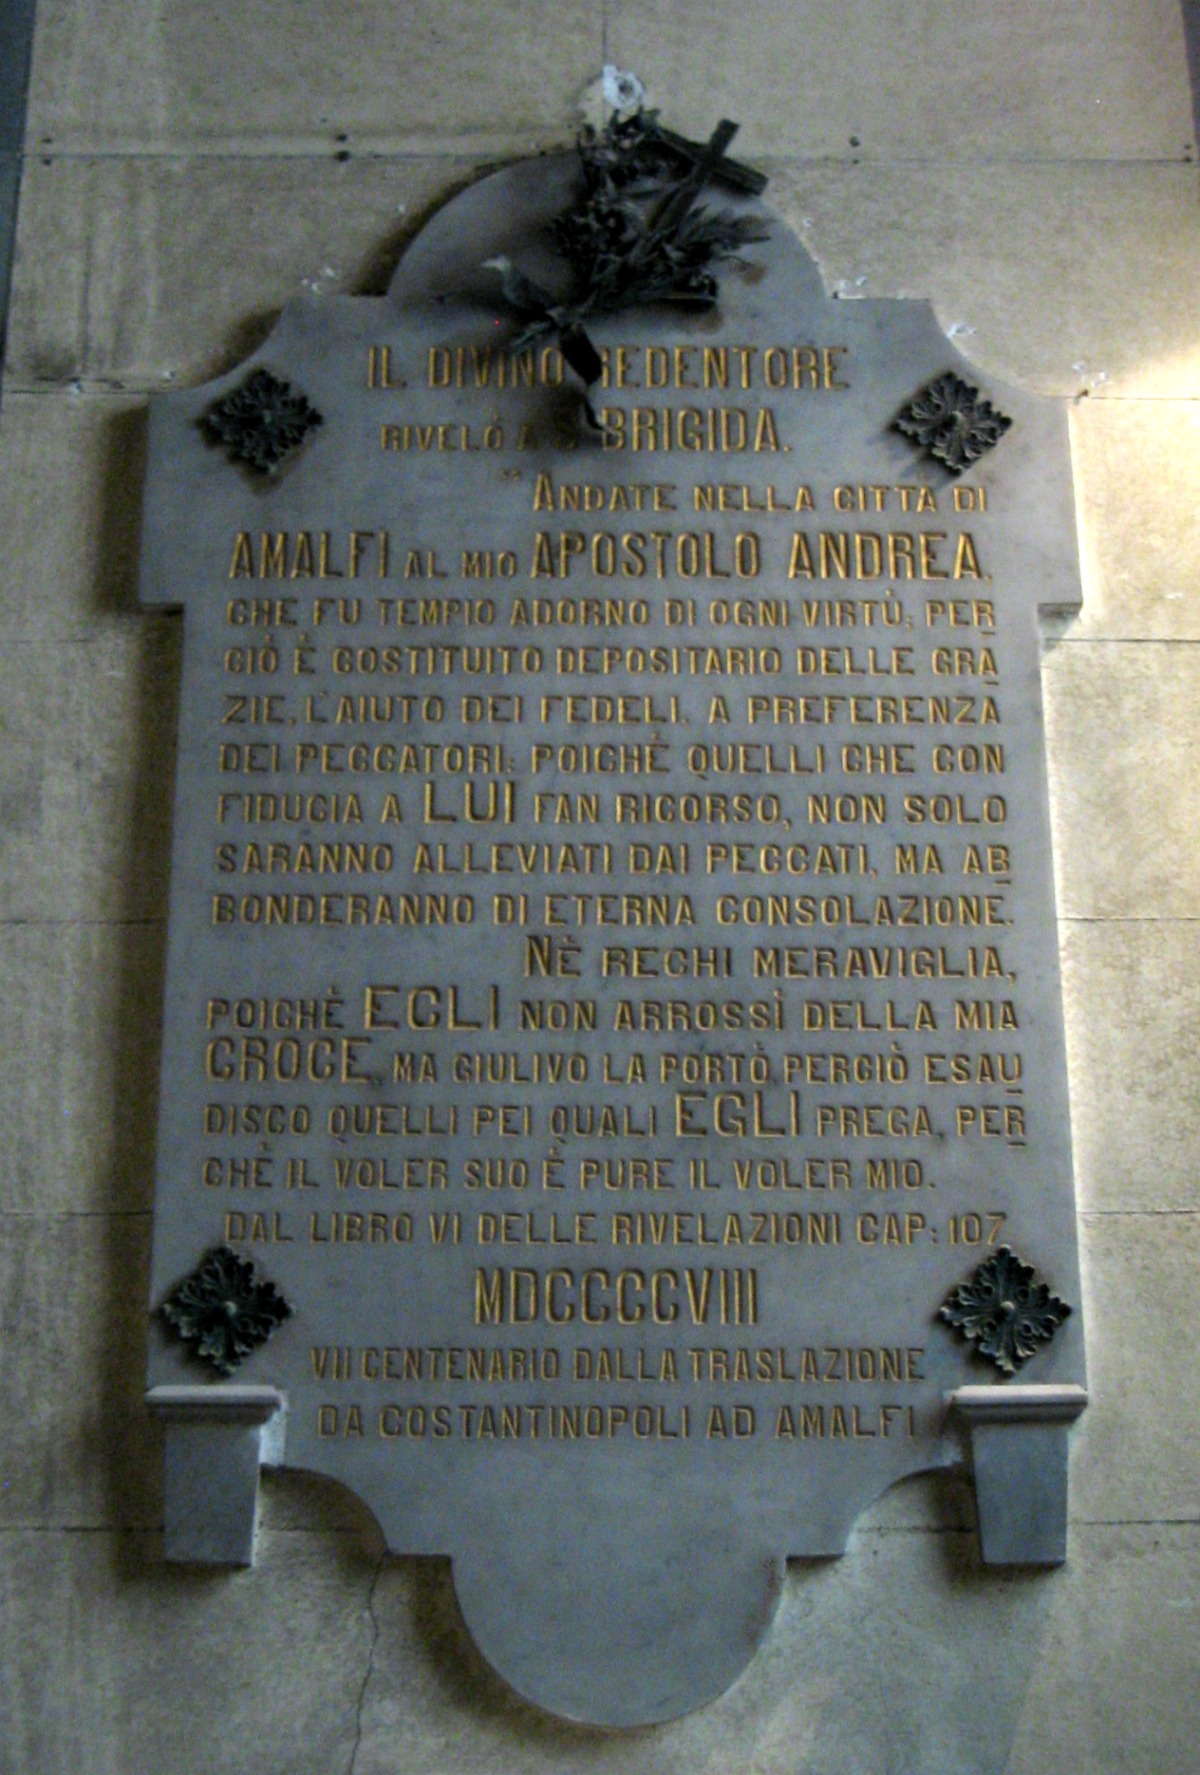 IL DIVINO REDENTORE
RIVELÓ A S BRIGIDA.
"ANDATE NELLA CITTA DI
AMALFI AL MIO APOSTOLO ANDREA.
CHE FU TEMPIO ADORNO DI OGNI VIRTÙ; PER
CIÓ È COSTITUITO DEPOSITARIO DELLE GRA
ZIE, L'AIUTO DEI FEDELI, A PREFERENZA
DEI PECCATORI: POICHÈ QUELLI CHE CON
FIDUCIA A LUI FAN RICORSO, NON SOLO
SARANNO ALLEVIATI DAI PECCATI, MA AB
BONDERANNO DI ETERNA CONSOLAZIONE.
NÈ RECHI MERAVIGLIA,
POICHÈ EGLI NON ARROSSÌ DELLA MIA
CROCE, MA GIULIVO LA PORTÒ. PERCIÒ ESAU
DISCO QUELLI PEI QUALI EGLI PREGA, PER
CHÈ IL VOLER SUO È PURE IL VOLER MIO.
DAL LIBRO VI DELLE RIVELAZIONI CAP: 107
MDCCCCVIII
VII CENTENARIO DALLA TRASLAZIONE
DA COSTANTINOPOLI AD AMALFI